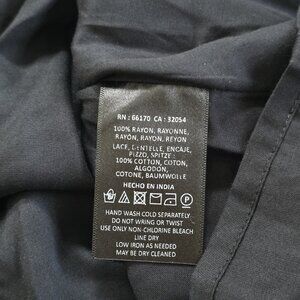 RN : 66170 CA : 32054
100% RAYON, RAYONNE,
RAYÓN, RAYON, REYON
LACE, DENTELLE, ENCAJE,
PIZZO, SPITZE :
100% COTTON, COTON,
ALGODON,
COTONE, BAUMWOLLE
HECHO EN INDIA
HAND WASH COLD SEPARATELY
DO NOT WRING OR TWIST
USE ONLY NON-CHLORINE BLEACH
LINE DRY
LOW IRON AS NEEDED
MAY BE DRY CLEANED